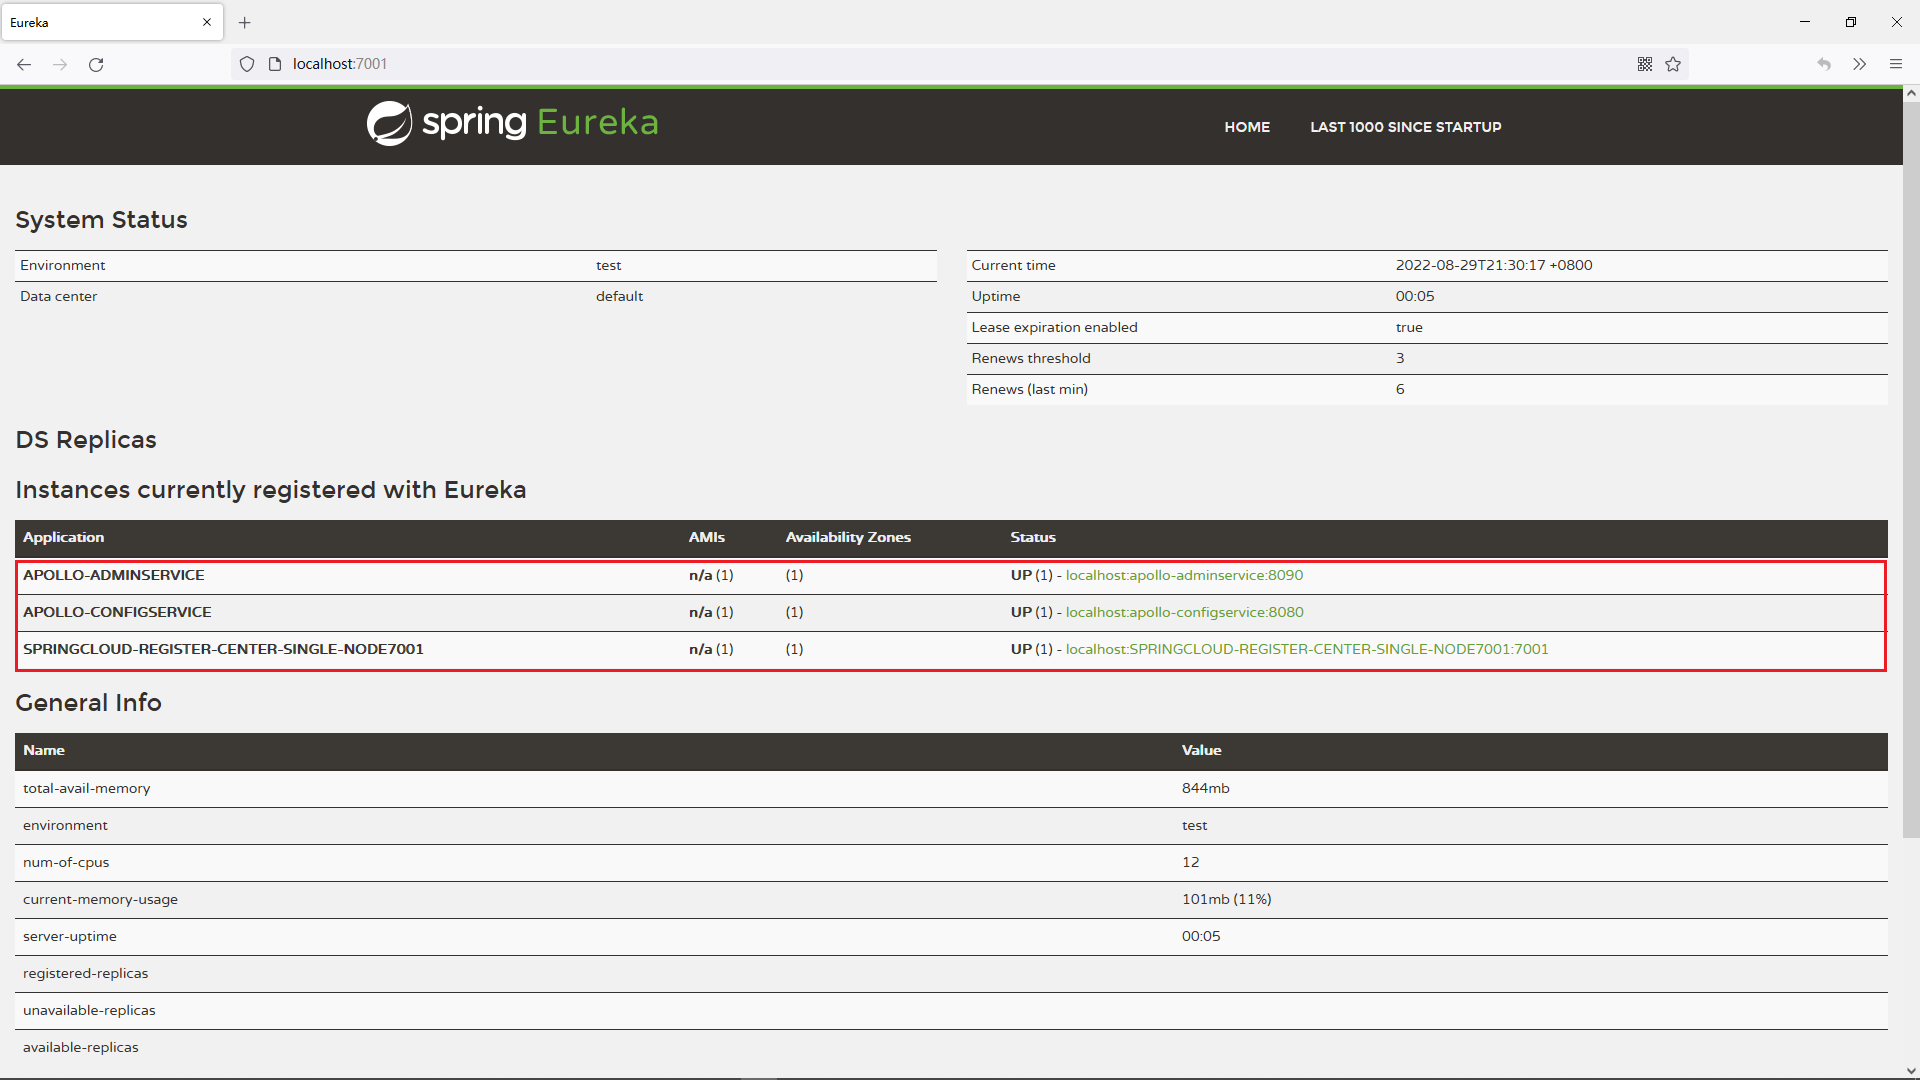 Eureka
localhost:7001
spring Eureka
HOME LAST 1000 SINCE STARTUP
System Status
Environment test
Data center default
Current time 2022-08-29T21:30:17 +0800
Uptime 00:05
Lease expiration enabled true
Renews threshold 3
Renews (last min) 6
DS Replicas
Instances currently registered with Eureka
Application AMIs Availability Zones Status
APOLLO-ADMINSERVICE n/a (1) (1) UP (1) - localhost:apollo-adminservice:8090
APOLLO-CONFIGSERVICE n/a (1) (1) UP (1) - localhost:apollo-configservice:8080
SPRINGCLOUD-REGISTER-CENTER-SINGLE-NODE7001 n/a (1) (1) UP (1) - localhost:SPRINGCLOUD-REGISTER-CENTER-SINGLE-NODE7001:7001
General Info
Name Value
total-avail-memory 844mb
environment test
num-of-cpus 12
current-memory-usage 101mb (11%)
server-uptime 00:05
registered-replicas
unavailable-replicas
available-replicas